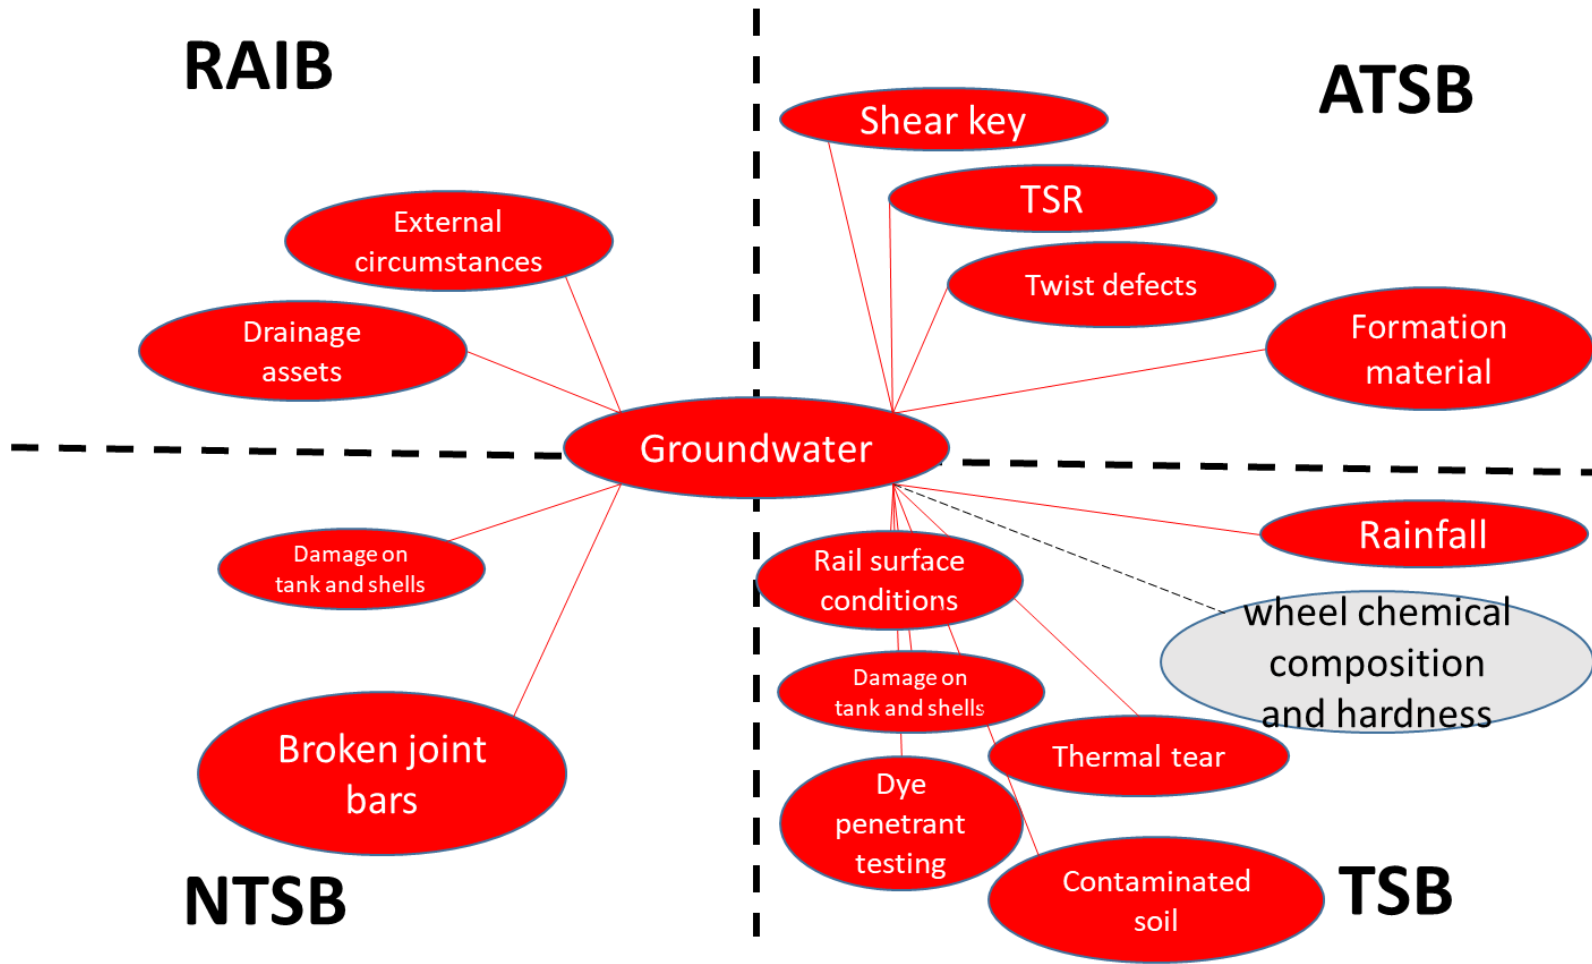 RAIB
ATSB
Shear key
TSR
External
circumstances
Twist defects
Drainage
assets
Formation
material
Groundwater
Rainfall
Damage on
tank and shells
Rail surface
conditions
wheel chemical
composition
and hardness
Damage on
tank and shells
Broken joint
bars
Thermal tear
Dye
penetrant
testing
Contaminated
soil
NTSB
TSB